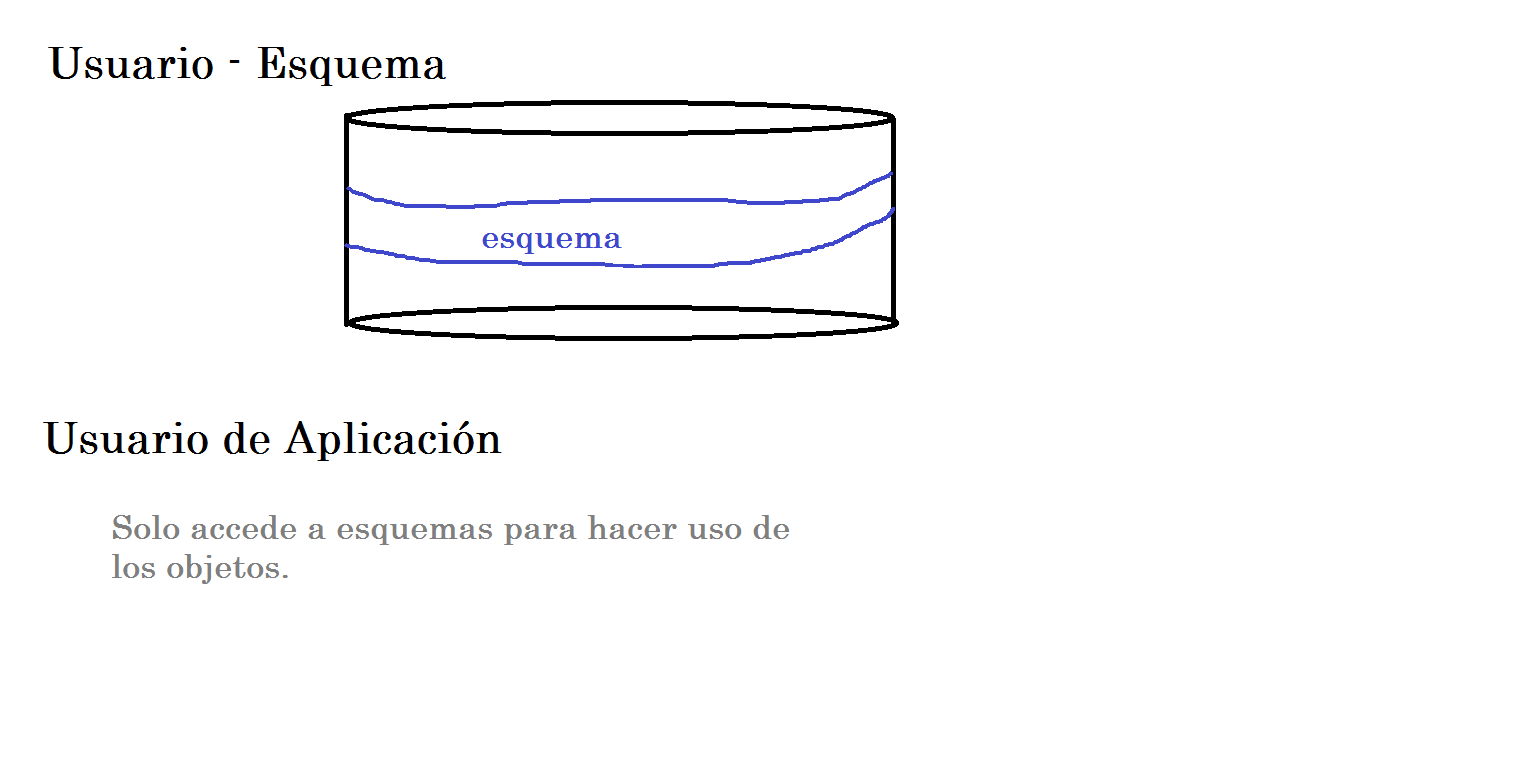 Usuario - Esquema
esquema
Usuario de Aplicación
Solo accede a esquemas para hacer uso de
los objetos.